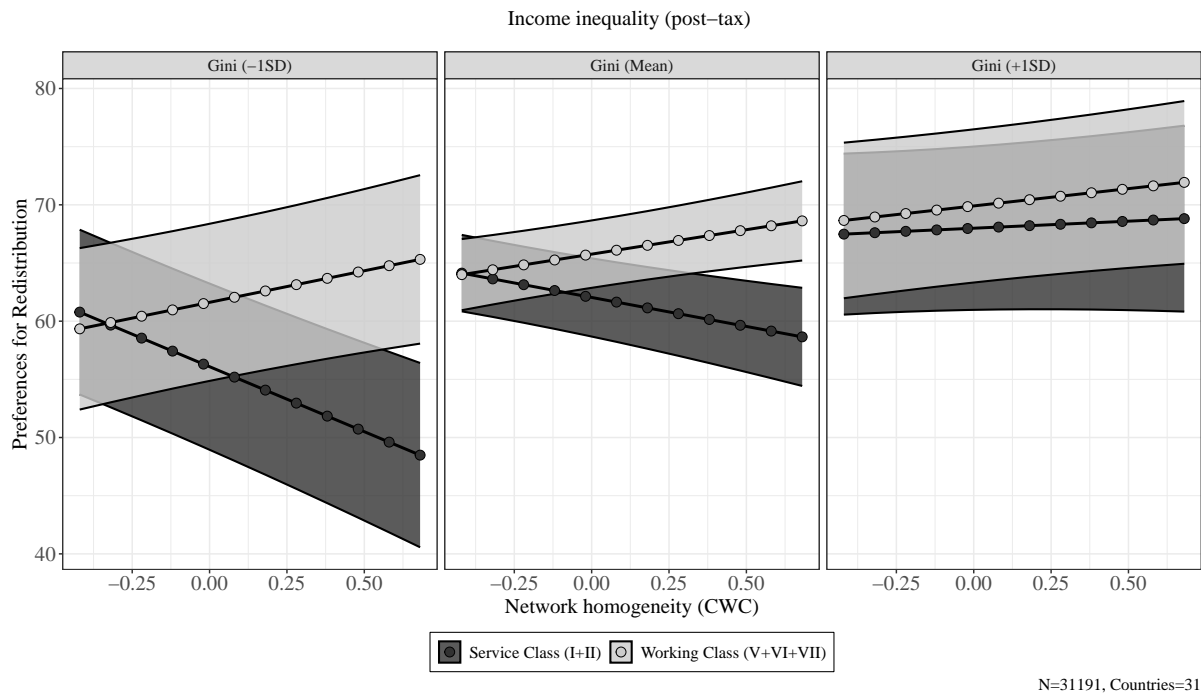 Income inequality (post−tax)
Gini (−1SD) Gini (Mean) Gini (+1SD)
Preferences for Redistribution
80
70
60
50
40
−0.25 0.00 0.25 0.50 −0.25 0.00 0.25 0.50 −0.25 0.00 0.25 0.50
Network homogeneity (CWC)
Service Class (I+II) Working Class (V+VI+VII)
N=31191, Countries=31